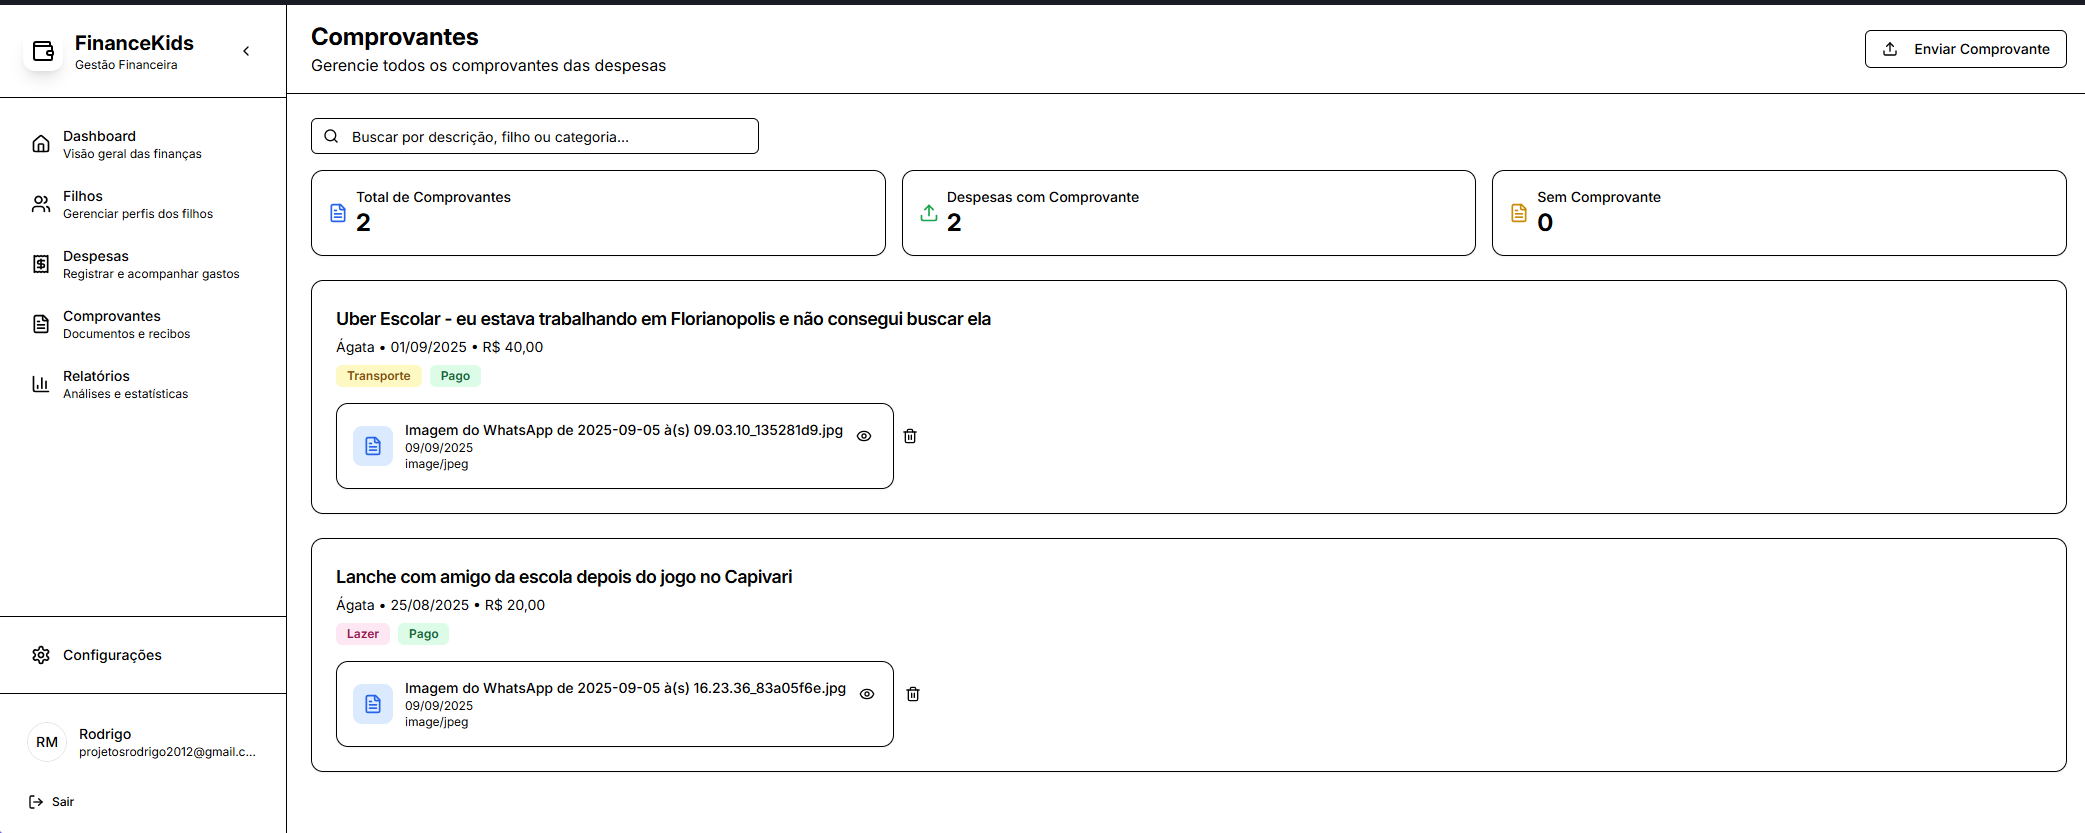 FinanceKids
Gestão Financeira
Dashboard
Visão geral das finanças
Filhos
Gerenciar perfis dos filhos
Despesas
Registrar e acompanhar gastos
Comprovantes
Documentos e recibos
Relatórios
Análises e estatísticas
Configurações
RM
Rodrigo
projetosrodrigo2012@gmail.c...
Sair
Comprovantes
Gerencie todos os comprovantes das despesas
Enviar Comprovante
Buscar por descrição, filho ou categoria...
Total de Comprovantes
2
Despesas com Comprovante
2
Sem Comprovante
0
Uber Escolar - eu estava trabalhando em Florianopolis e não consegui buscar ela
Ágata • 01/09/2025 • R$ 40,00
Transporte Pago
Imagem do WhatsApp de 2025-09-05 à(s) 09.03.10_135281d9.jpg
09/09/2025
image/jpeg
Lanche com amigo da escola depois do jogo no Capivari
Ágata • 25/08/2025 • R$ 20,00
Lazer Pago
Imagem do WhatsApp de 2025-09-05 à(s) 16.23.36_83a05f6e.jpg
09/09/2025
image/jpeg